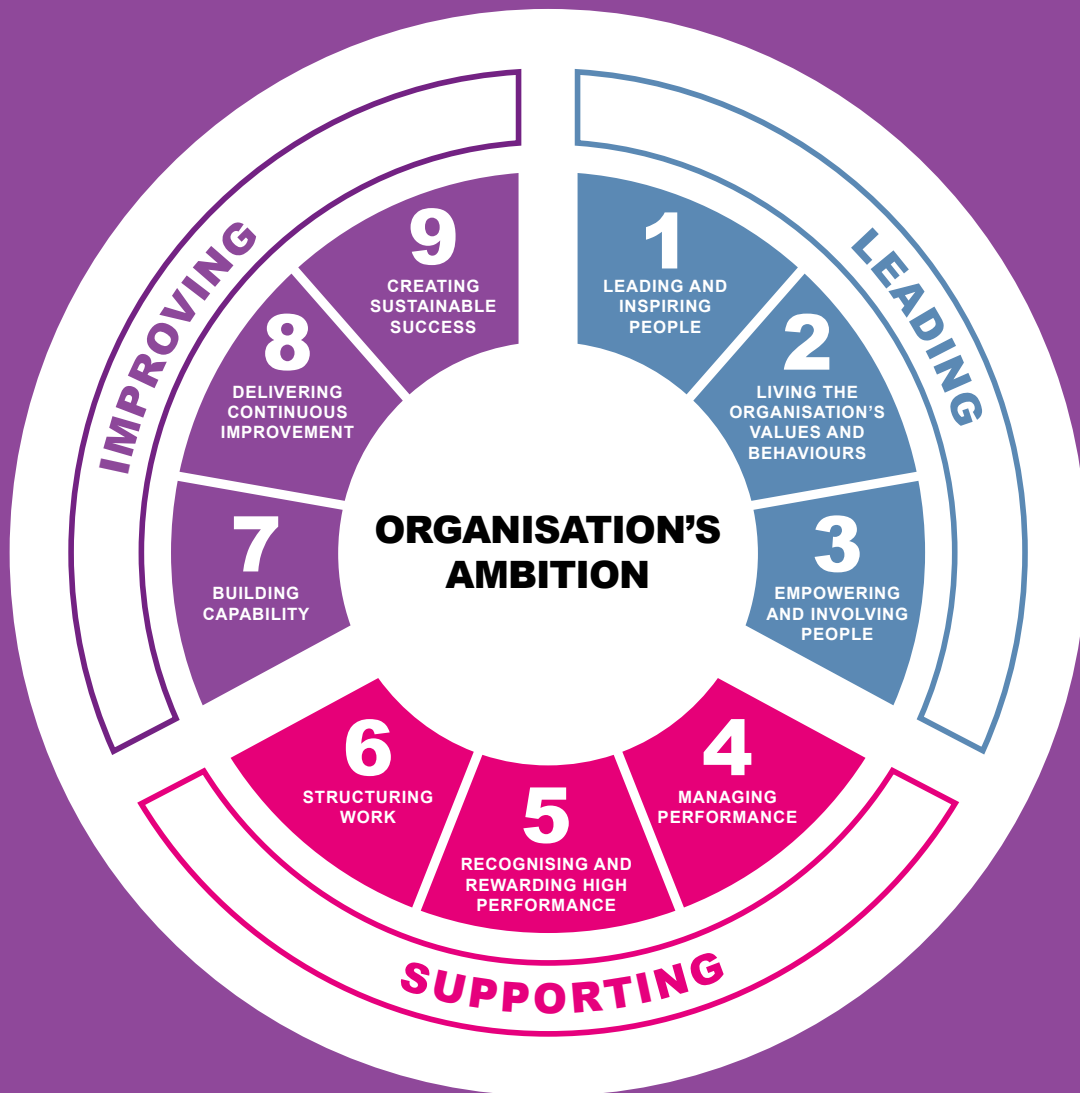 LEADING
1
LEADING AND
INSPIRING
PEOPLE
2
LIVING THE
ORGANISATION’S
VALUES AND
BEHAVIOURS
3
EMPOWERING
AND INVOLVING
PEOPLE
SUPPORTING
4
MANAGING
PERFORMANCE
5
RECOGNISING AND
REWARDING HIGH
PERFORMANCE
6
STRUCTURING
WORK
IMPROVING
7
BUILDING
CAPABILITY
8
DELIVERING
CONTINUOUS
IMPROVEMENT
9
CREATING
SUSTAINABLE
SUCCESS
ORGANISATION’S
AMBITION